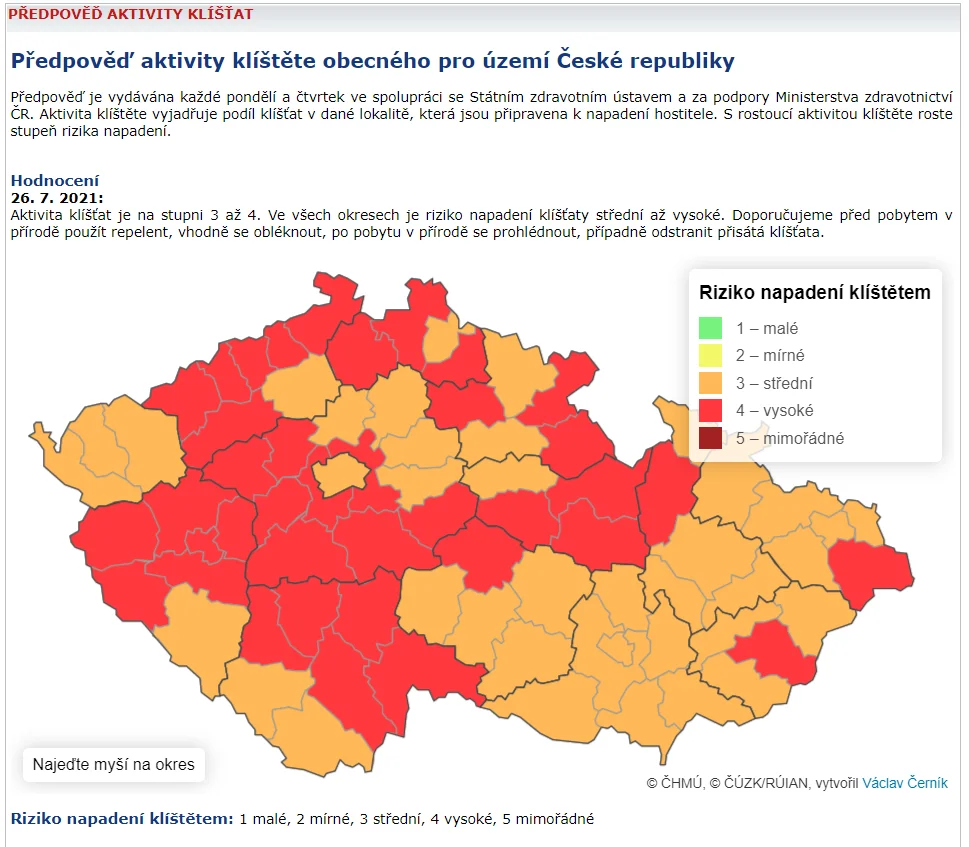 PŘEDPOVĚĎ AKTIVITY KLÍŠŤAT
Předpověď aktivity klíštěte obecného pro území České republiky
Předpověď je vydávána každé pondělí a čtvrtek ve spolupráci se Státním zdravotním ústavem a za podpory Ministerstva zdravotnictví
ČR. Aktivita klíštěte vyjadřuje podíl klíšťat v dané lokalitě, která jsou připravena k napadení hostitele. S rostoucí aktivitou klíštěte roste
stupeň rizika napadení.
Hodnocení
26. 7. 2021:
Aktivita klíšťat je na stupni 3 až 4. Ve všech okresech je riziko napadení klíšťaty střední až vysoké. Doporučujeme před pobytem v
přírodě použít repelent, vhodně se obléknout, po pobytu v přírodě se prohlédnout, případně odstranit přisátá klíšťata.
Riziko napadení klíštětem
1 – malé
2 – mírné
3 – střední
4 – vysoké
5 – mimořádné
Najeďte myší na okres
© ČHMÚ, © ČÚZK/RÚIAN, vytvořil Václav Černík
Riziko napadení klíštětem: 1 malé, 2 mírné, 3 střední, 4 vysoké, 5 mimořádné